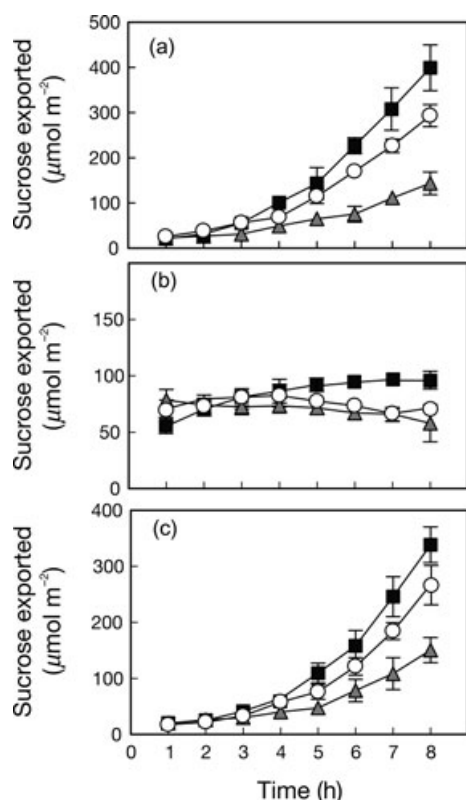 (a)
500
400
300
200
100
0
Sucrose exported
(μmol m⁻²)
(b)
150
100
50
0
Sucrose exported
(μmol m⁻²)
(c)
400
300
200
100
0
Sucrose exported
(μmol m⁻²)
0 1 2 3 4 5 6 7 8
Time (h)